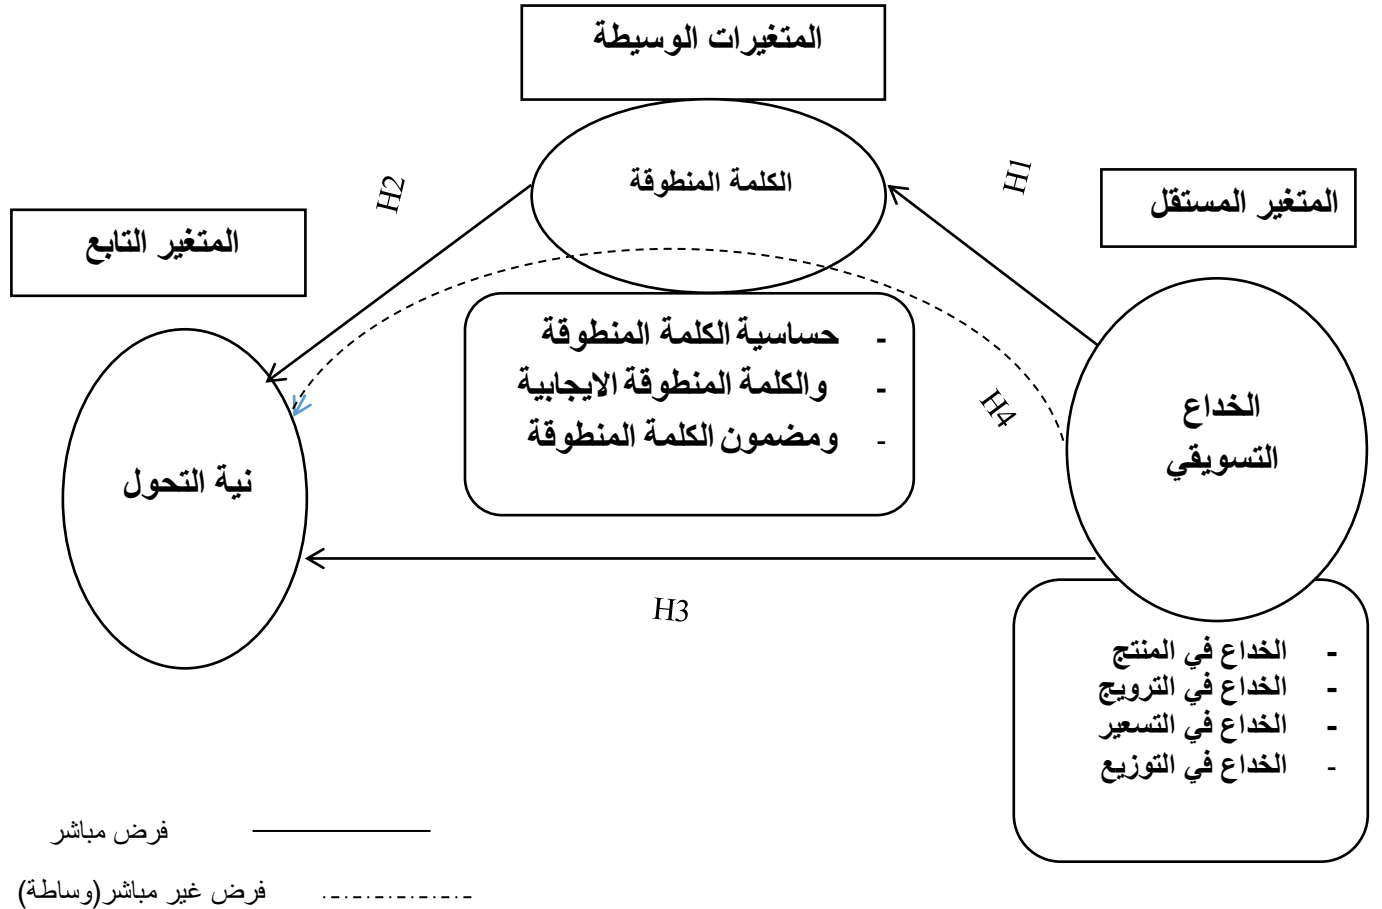 المتغيرات الوسيطة
الكلمة المنطوقة
H1
H2
المتغير المستقل
المتغير التابع
- حساسية الكلمة المنطوقة
- والكلمة المنطوقة الايجابية
- ومضمون الكلمة المنطوقة
H4
الخداع
التسويقي
نية التحول
H3
- الخداع في المنتج
- الخداع في الترويج
- الخداع في التسعير
- الخداع في التوزيع
فرض مباشر
فرض غير مباشر(وساطة)